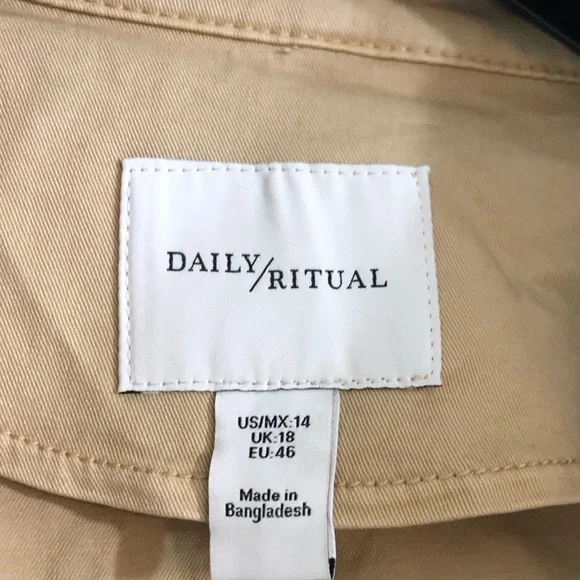 DAILY/RITUAL
US/MX:14
UK:18
EU:46
Made in
Bangladesh